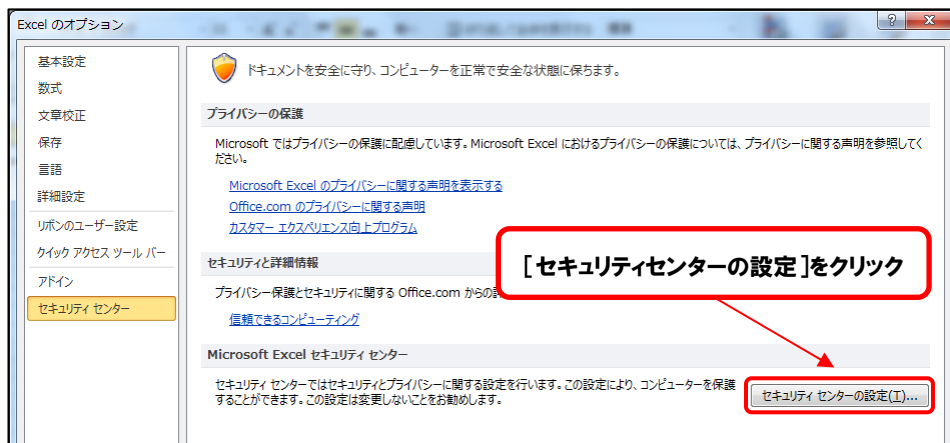 Excel のオプション
基本設定
数式
文章校正
保存
言語
詳細設定
リボンのユーザー設定
クイック アクセス ツール バー
アドイン
セキュリティ センター
ドキュメントを安全に守り、コンピューターを正常で安全な状態に保ちます。
プライバシーの保護
Microsoft ではプライバシーの保護に配慮しています。Microsoft Excel におけるプライバシーの保護については、プライバシーに関する声明を参照してく
ださい。
Microsoft Excel のプライバシーに関する声明を表示する
Office.com のプライバシーに関する声明
カスタマー エクスペリエンス向上プログラム
セキュリティと詳細情報
[セキュリティセンターの設定]をクリック
プライバシー保護とセキュリティに関する Office.com からの
信頼できるコンピューティング
Microsoft Excel セキュリティ センター
セキュリティ センターではセキュリティとプライバシーに関する設定を行います。この設定により、コンピューターを保護
することができます。この設定は変更しないことをお勧めします。
セキュリティ センターの設定(T)...